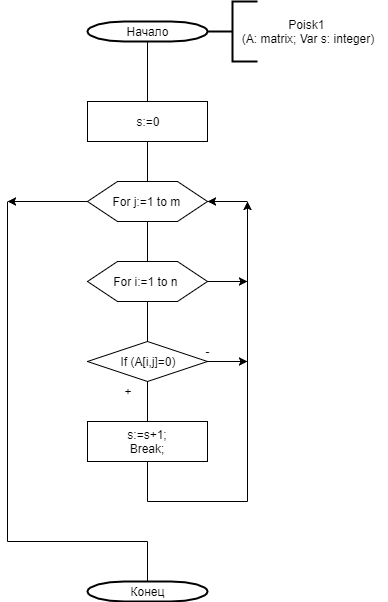 Начало
Poisk1
(A: matrix; Var s: integer)
s:=0
For j:=1 to m
For i:=1 to n
If (A[i,j]=0)
-
+
s:=s+1;
Break;
Конец